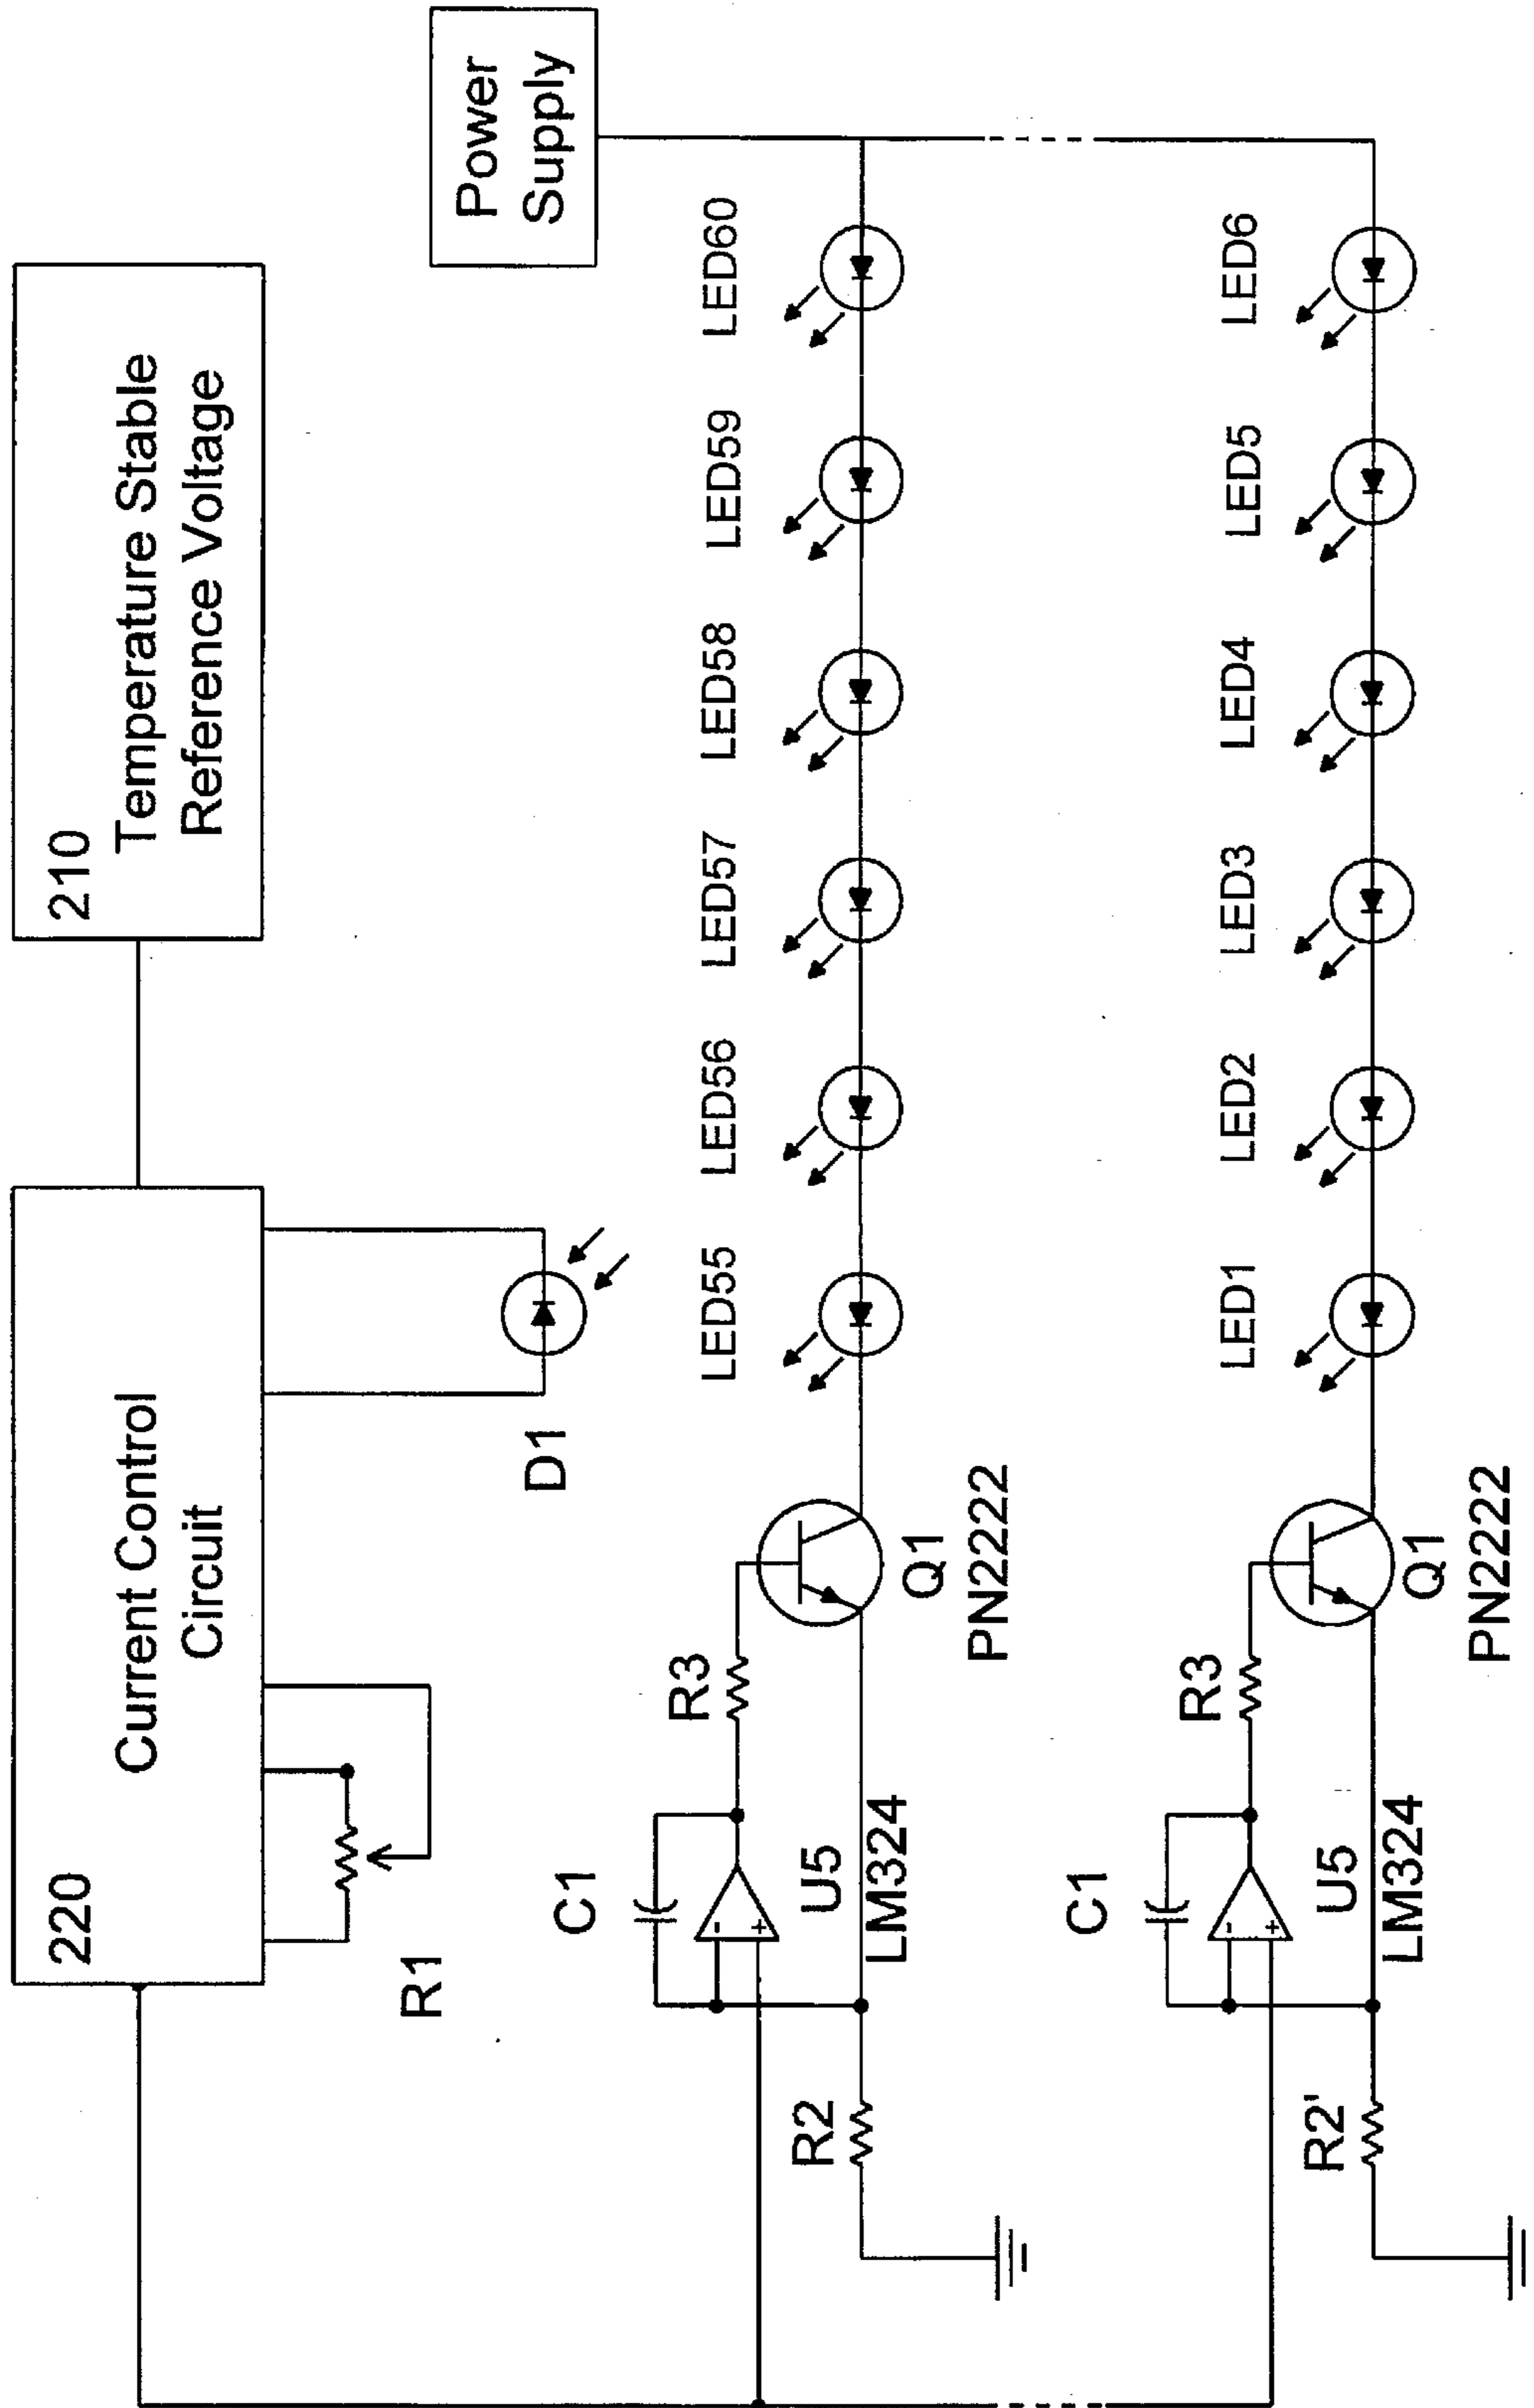 210
Temperature Stable
Reference Voltage
220
Current Control
Circuit
Power
Supply
R1
D1
C1
R3
U5
LM324
R2
Q1
PN2222
LED55
LED56
LED57
LED58
LED59
LED60
-
+
C1
R3
U5
LM324
R2'
Q1
PN2222
LED1
LED2
LED3
LED4
LED5
LED6
-
+